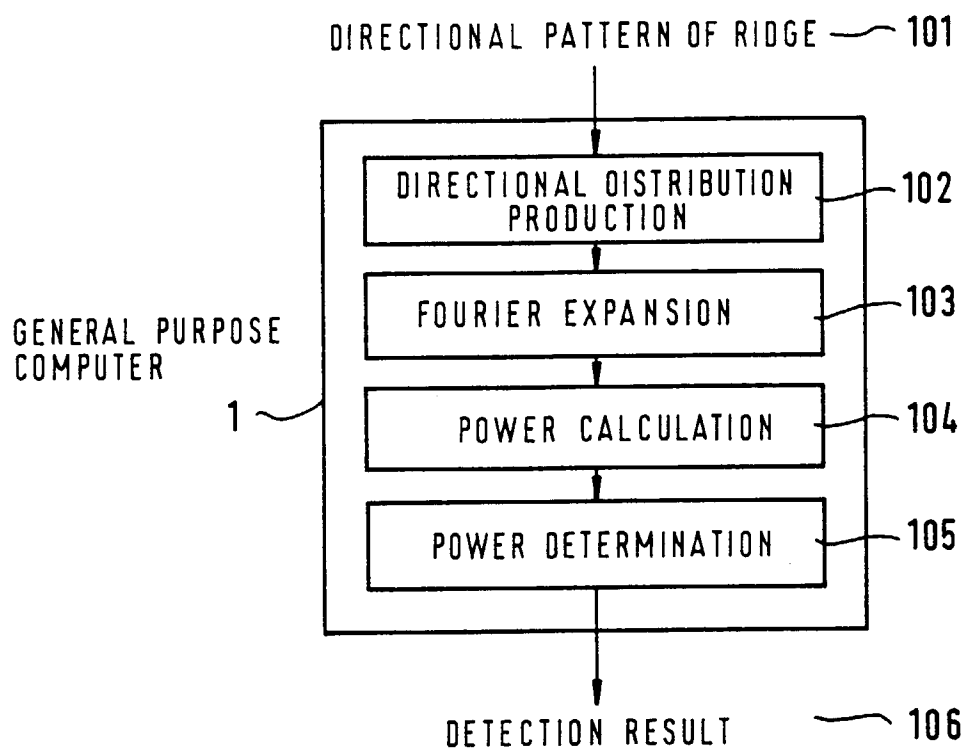 DIRECTIONAL PATTERN OF RIDGE 101
DIRECTIONAL DISTRIBUTION
PRODUCTION
102
FOURIER EXPANSION 103
GENERAL PURPOSE
COMPUTER
1
POWER CALCULATION 104
POWER DETERMINATION 105
DETECTION RESULT 106